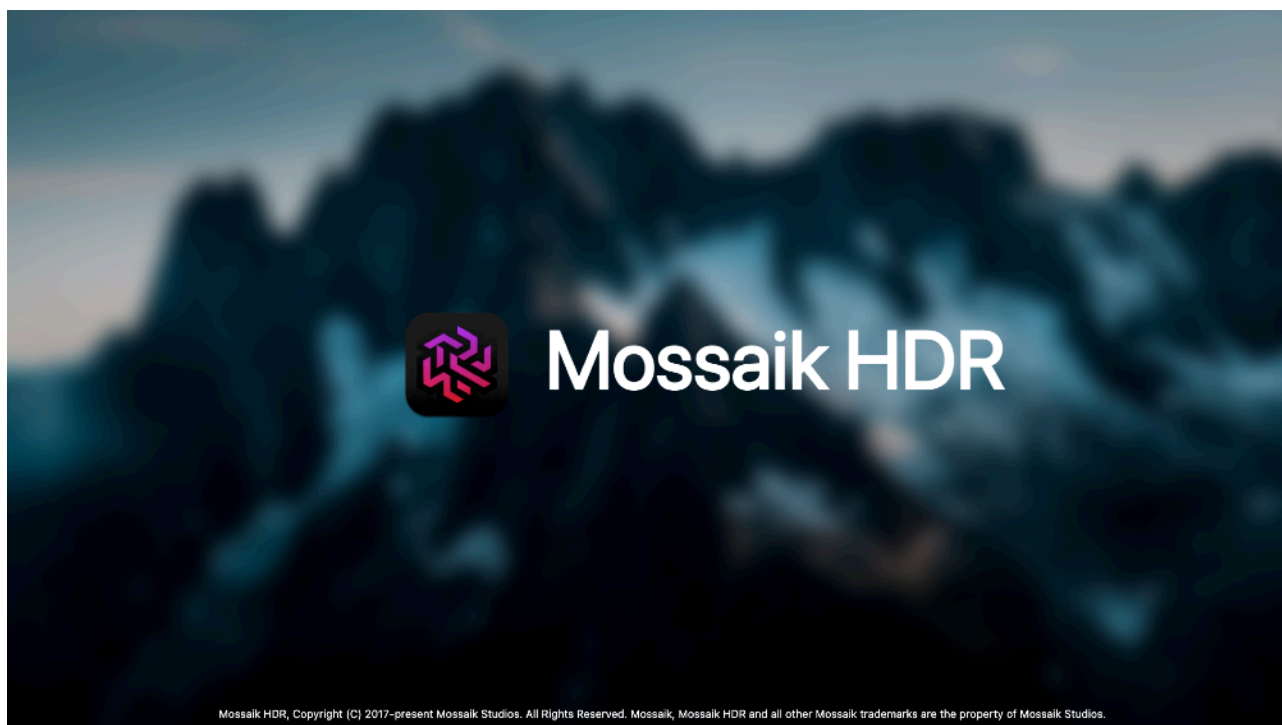 Mossaik HDR
Mossaik HDR, Copyright (C) 2017-present Mossaik Studios. All Rights Reserved. Mossaik, Mossaik HDR and all other Mossaik trademarks are the property of Mossaik Studios.